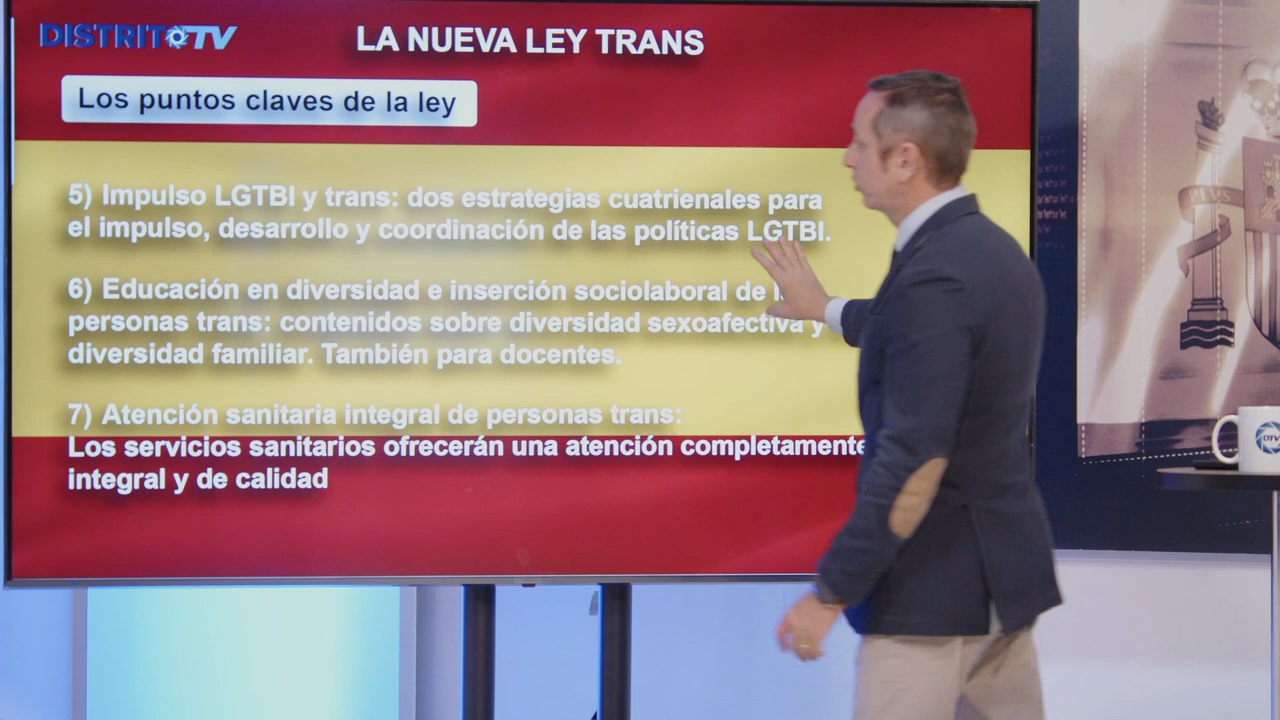 DISTRITOTV
LA NUEVA LEY TRANS
Los puntos claves de la ley
5) Impulso LGTBI y trans: dos estrategias cuatrienales para
el impulso, desarrollo y coordinación de las políticas LGTBI.
6) Educación en diversidad e inserción sociolaboral de
personas trans: contenidos sobre diversidad sexoafectiva y
diversidad familiar. También para docentes.
7) Atención sanitaria integral de personas trans:
Los servicios sanitarios ofrecerán una atención completamente
integral y de calidad
PLVS
DTV